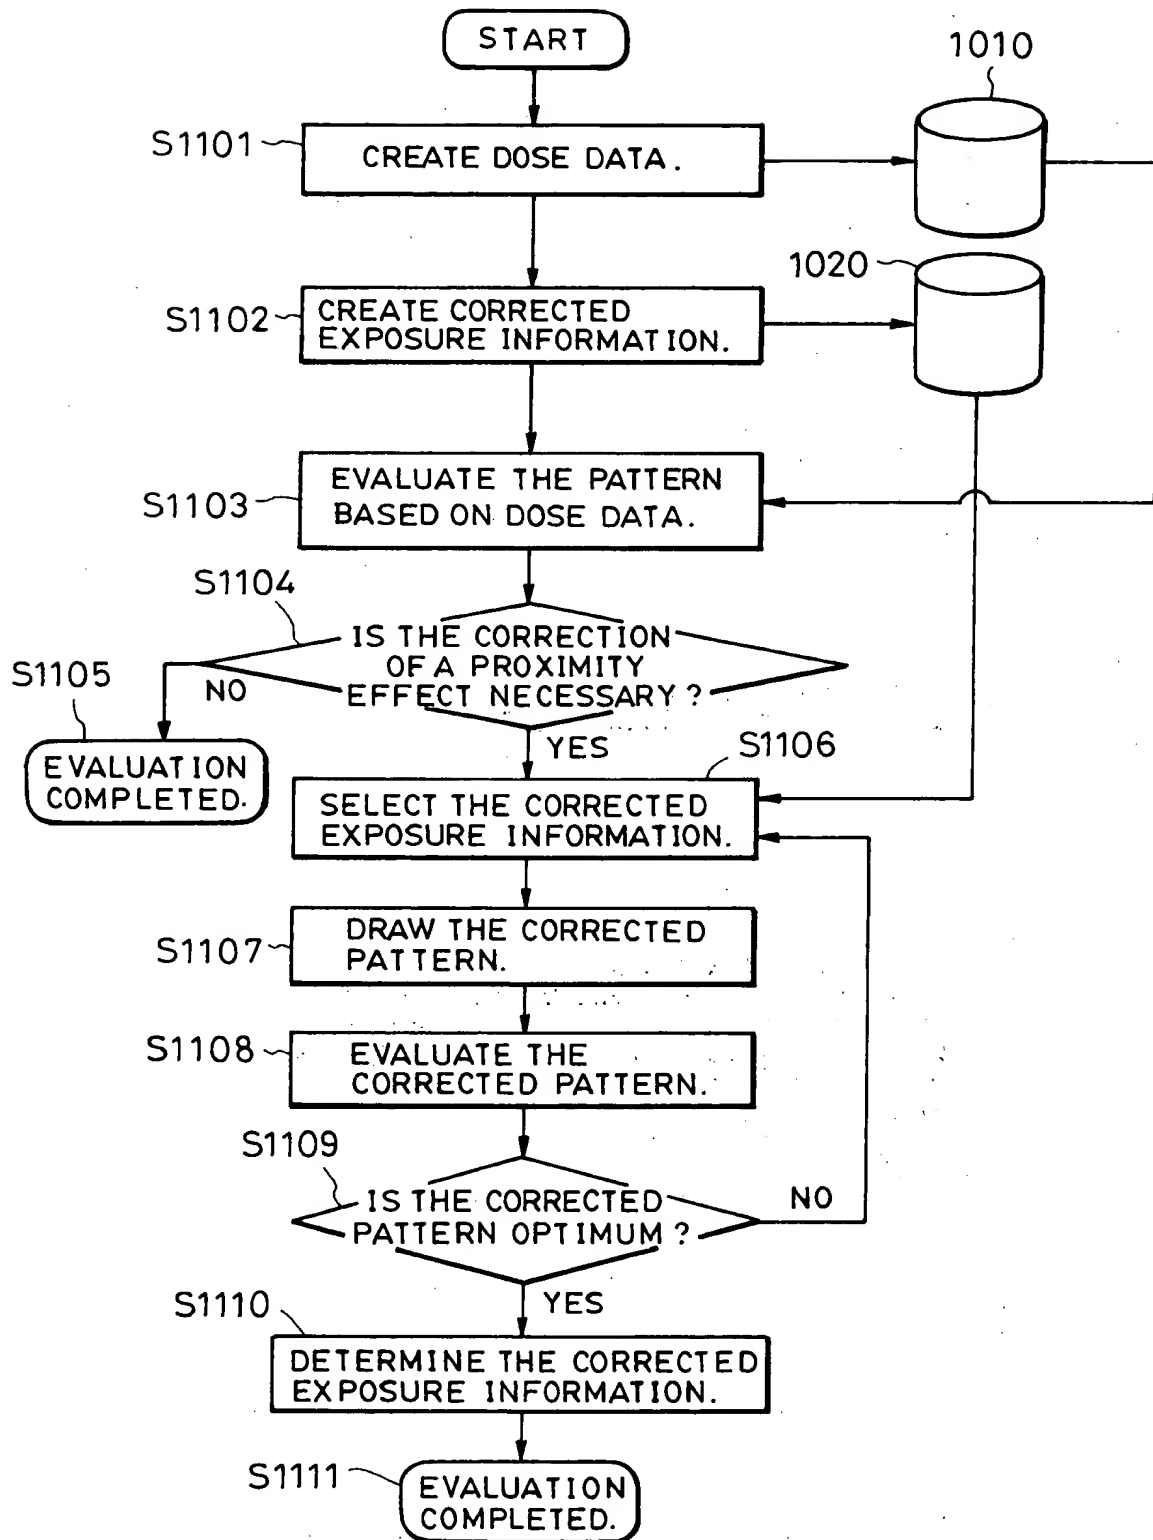 START
1010
S1101
CREATE DOSE DATA.
1020
S1102
CREATE CORRECTED
EXPOSURE INFORMATION.
S1103
EVALUATE THE PATTERN
BASED ON DOSE DATA.
S1104
IS THE CORRECTION
OF A PROXIMITY
EFFECT NECESSARY?
NO
S1105
EVALUATION
COMPLETED.
YES
S1106
SELECT THE CORRECTED
EXPOSURE INFORMATION.
S1107
DRAW THE CORRECTED
PATTERN.
S1108
EVALUATE THE
CORRECTED PATTERN.
S1109
IS THE CORRECTED
PATTERN OPTIMUM?
NO
YES
S1110
DETERMINE THE CORRECTED
EXPOSURE INFORMATION.
S1111
EVALUATION
COMPLETED.